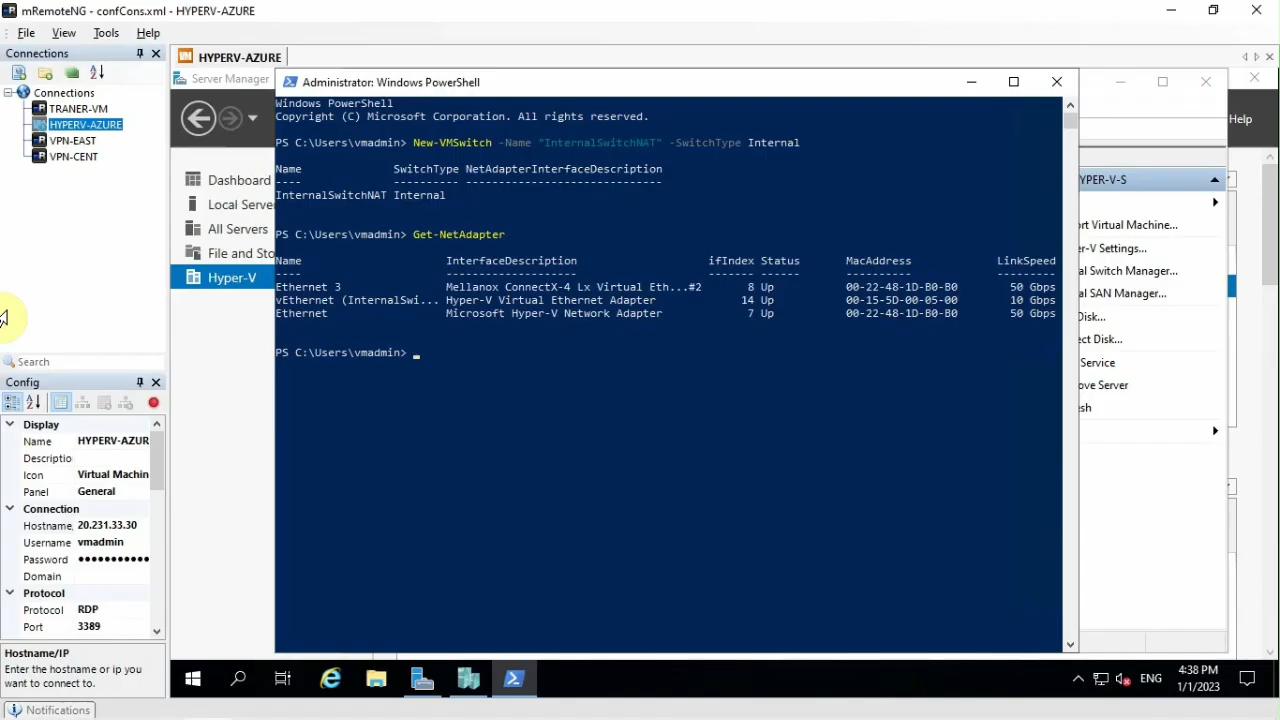 mRemoteNG - confCons.xml - HYPERV-AZURE
File View Tools Help
Connections
Connections
TRANER-VM
HYPERV-AZURE
VPN-EAST
VPN-CENT
Search
Config
Display
Name HYPERV-AZUR
Descriptio
Icon Virtual Machin
Panel General
Connection
Hostname, 20.231.33.30
Username vmadmin
Password ●●●●●●●●●●●
Domain
Protocol
Protocol RDP
Port 3389
Hostname/IP
Enter the hostname or ip you
want to connect to.
Notifications
HYPERV-AZURE
Server Manager
Dashboard
Local Serve
All Servers
File and Sto
Hyper-V
Administrator: Windows PowerShell
Windows PowerShell
Copyright (C) Microsoft Corporation. All rights reserved.
PS C:\Users\vmadmin> New-VMSwitch -Name "InternalSwitchNAT" -SwitchType Internal
Name SwitchType NetAdapterInterfaceDescription
---- ---------- ------------------------------
InternalSwitchNAT Internal
PS C:\Users\vmadmin> Get-NetAdapter
Name InterfaceDescription ifIndex Status MacAddress LinkSpeed
---- -------------------- ------- ------ ---------- ---------
Ethernet 3 Mellanox ConnectX-4 Lx Virtual Eth...#2 8 Up 00-22-48-1D-B0-B0 50 Gbps
vEthernet (InternalSwi... Hyper-V Virtual Ethernet Adapter 14 Up 00-15-5D-00-05-00 10 Gbps
Ethernet Microsoft Hyper-V Network Adapter 7 Up 00-22-48-1D-B0-B0 50 Gbps
PS C:\Users\vmadmin> _
Help
YPER-V-S
ort Virtual Machine...
er-V Settings...
al Switch Manager...
al SAN Manager...
Disk...
ect Disk...
Service
ove Server
esh
ENG
4:38 PM
1/1/2023